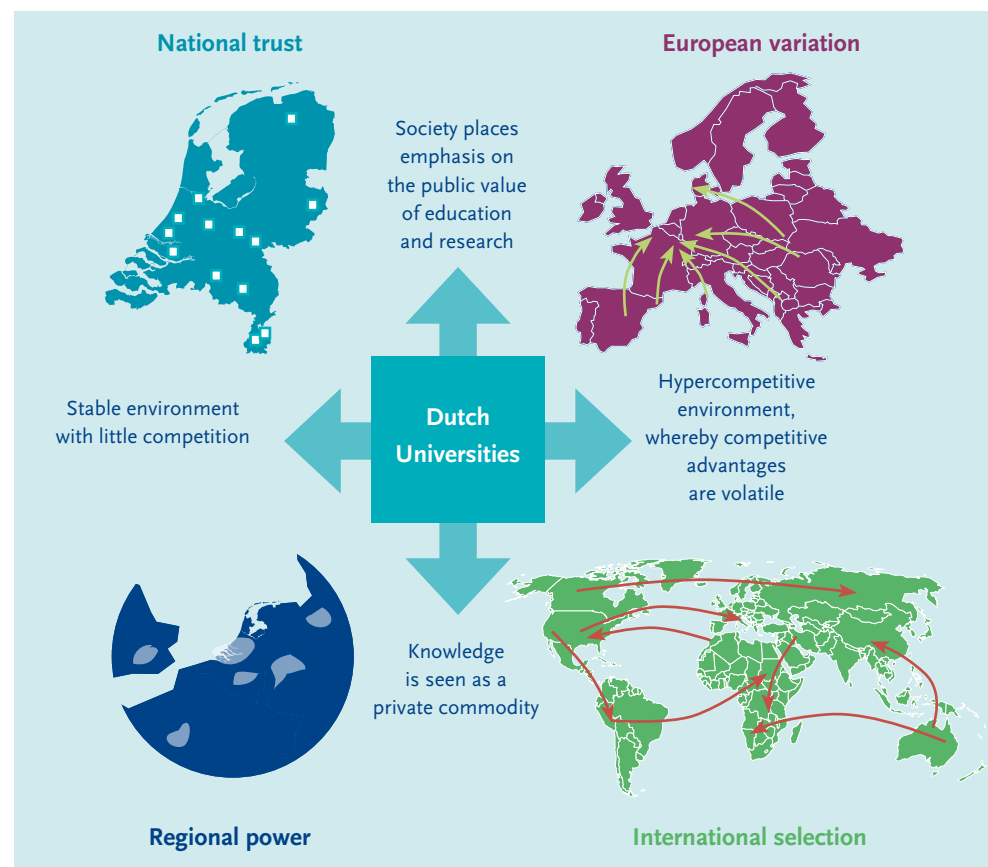 National trust
European variation
Society places
emphasis on
the public value
of education
and research
Stable environment
with little competition
Dutch
Universities
Hypercompetitive
environment,
whereby competitive
advantages
are volatile
Knowledge
is seen as a
private commodity
Regional power
International selection